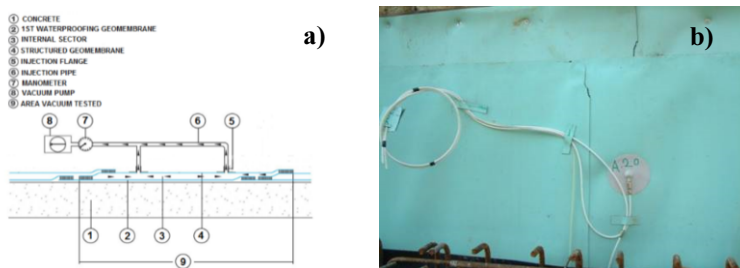 ① CONCRETE
② 1ST WATERPROOFING GEOMEMBRANE
③ INTERNAL SECTOR
④ STRUCTURED GEOMEMBRANE
⑤ INJECTION FLANGE
⑥ INJECTION PIPE
⑦ MANOMETER
⑧ VACUUM PUMP
⑨ AREA VACUUM TESTED
a)
8 7 6 5
1 2 3 4
9
b)
A20